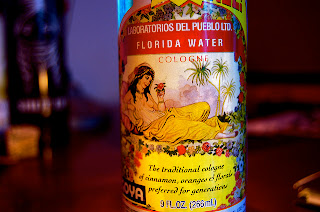 LABORATORIOS DEL PUEBLO LTD.
FLORIDA WATER
COLOGNE
The traditional cologne
of cinnamon, oranges & florals
preferred for generations
9 FL.OZ. (266mL)